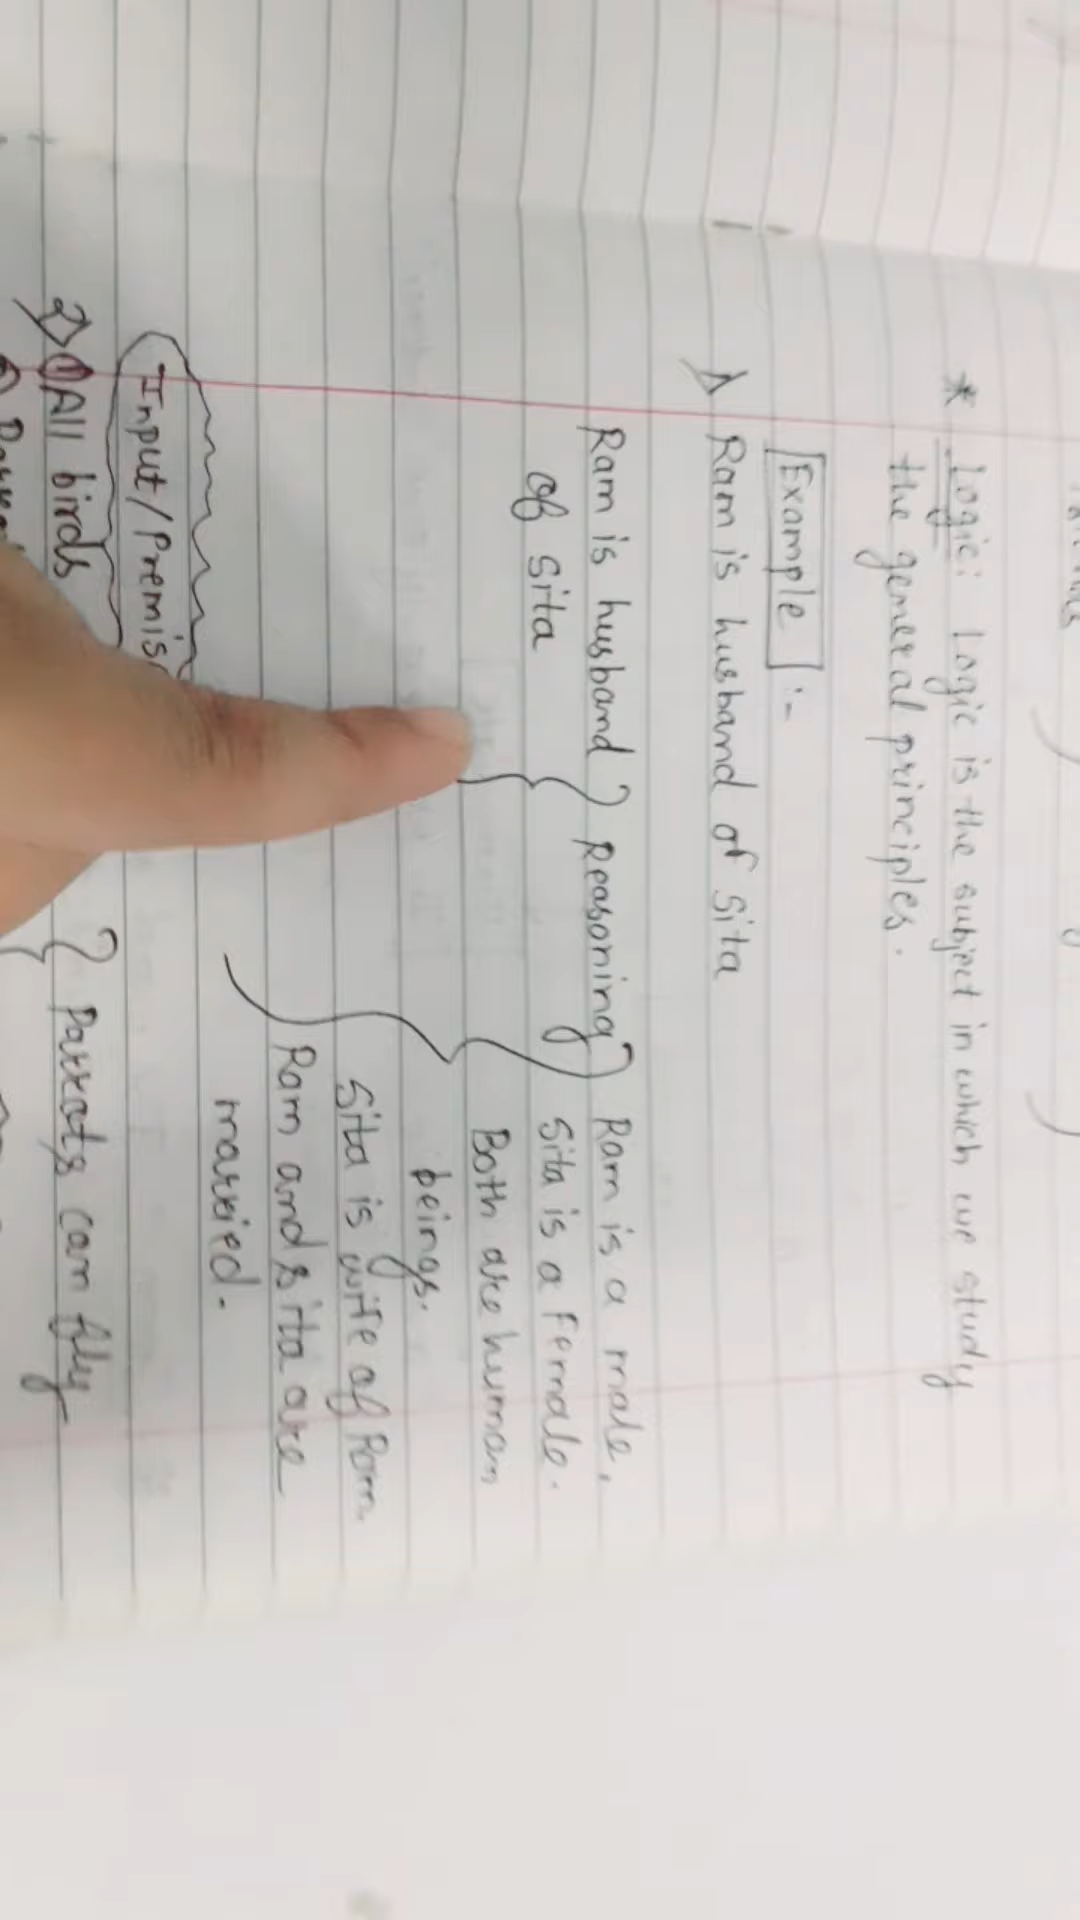 * Logic: Logic is the subject in which we study
the general principles.
Example :-
1) Ram is husband of Sita
Ram is husband } Reasoning } Ram is a male,
of Sita Sita is a female.
Both are human
beings.
Sita is wife of Ram
Ram and sita are
married.
Input/Premis
2) ① All birds } Parrots can fly